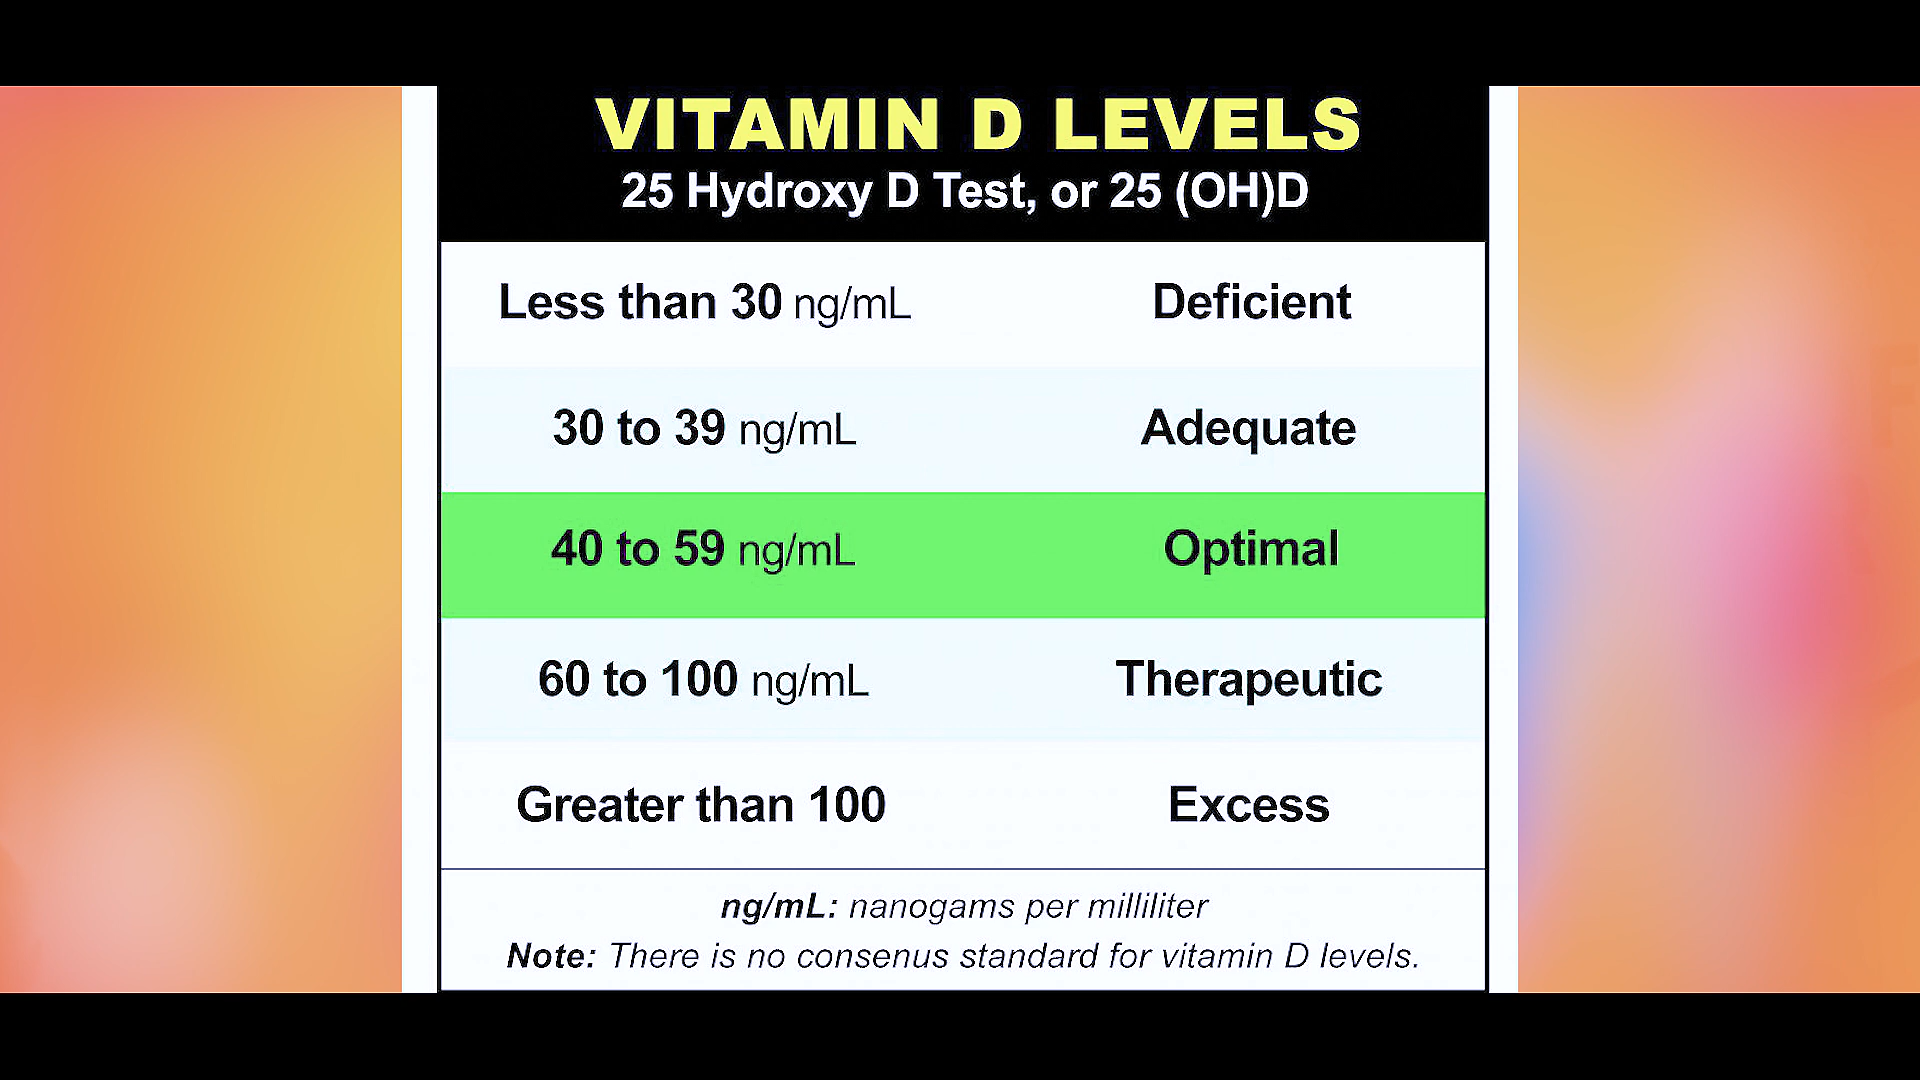 VITAMIN D LEVELS
25 Hydroxy D Test, or 25 (OH)D
Less than 30 ng/mL Deficient
30 to 39 ng/mL Adequate
40 to 59 ng/mL Optimal
60 to 100 ng/mL Therapeutic
Greater than 100 Excess
ng/mL: nanogams per milliliter
Note: There is no consenus standard for vitamin D levels.